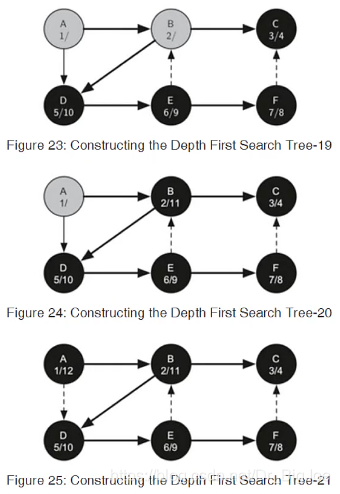 A B C
1/ 2/ 3/4
D E F
5/10 6/9 7/8
Figure 23: Constructing the Depth First Search Tree-19
A B C
1/ 2/11 3/4
D E F
5/10 6/9 7/8
Figure 24: Constructing the Depth First Search Tree-20
A B C
1/12 2/11 3/4
D E F
5/10 6/9 7/8
Figure 25: Constructing the Depth First Search Tree-21